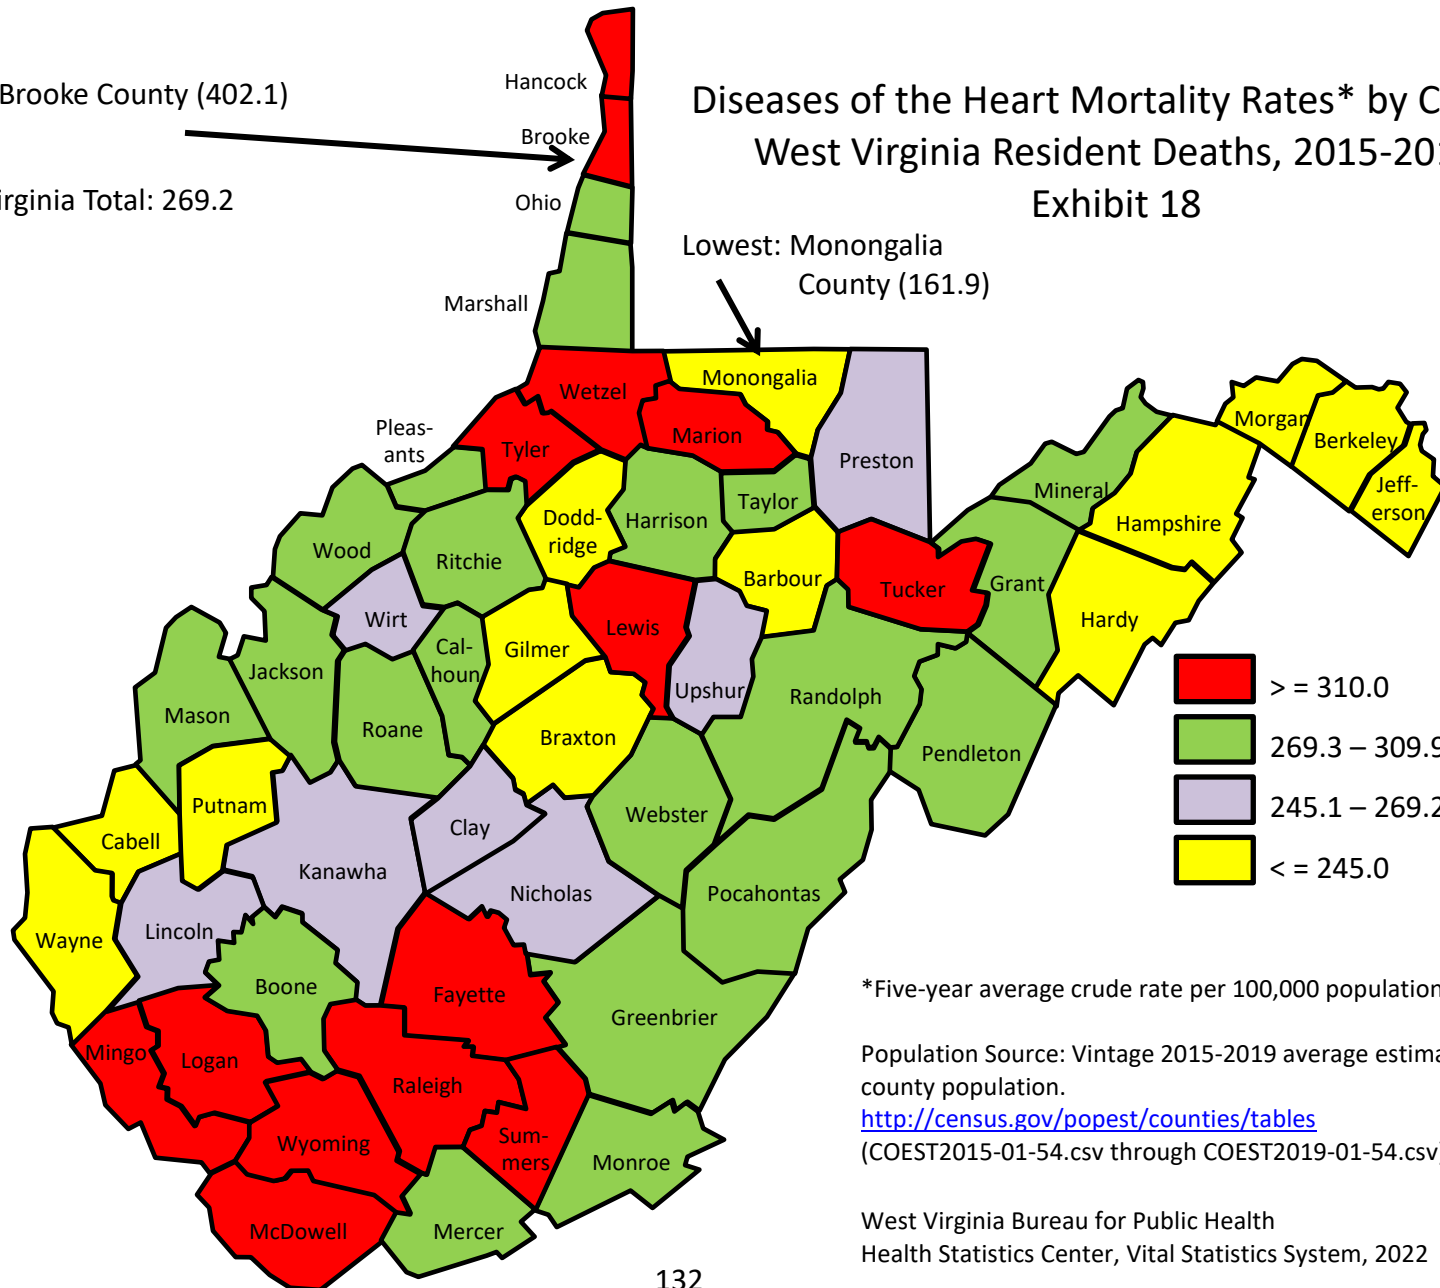 Brooke County (402.1)
Virginia Total: 269.2
Diseases of the Heart Mortality Rates* by C
West Virginia Resident Deaths, 2015-201
Exhibit 18
Lowest: Monongalia
County (161.9)
Hancock
Brooke
Ohio
Marshall
Wetzel
Monongalia
Marion
Tyler
Pleas-
ants
Preston
Morgan
Berkeley
Jeff-
erson
Mineral
Hampshire
Taylor
Harrison
Dodd-
ridge
Wood
Ritchie
Barbour
Tucker
Grant
Hardy
Wirt
Lewis
Gilmer
Cal-
houn
Jackson
Upshur
Randolph
Mason
Roane
Braxton
Pendleton
Putnam
Cabell
Clay
Webster
Kanawha
Nicholas
Pocahontas
Wayne
Lincoln
Boone
Fayette
Greenbrier
Mingo
Logan
Raleigh
Wyoming
Sum-
mers
Monroe
McDowell
Mercer
> = 310.0
269.3 – 309.9
245.1 – 269.2
< = 245.0
*Five-year average crude rate per 100,000 population
Population Source: Vintage 2015-2019 average estima
county population.
http://census.gov/popest/counties/tables
(COEST2015-01-54.csv through COEST2019-01-54.csv)
West Virginia Bureau for Public Health
Health Statistics Center, Vital Statistics System, 2022
132